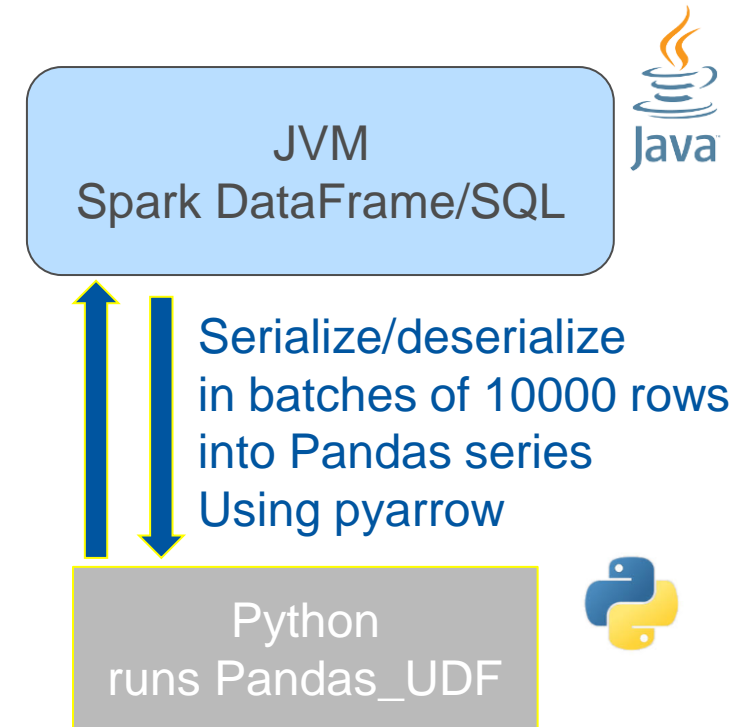 Java
JVM
Spark DataFrame/SQL
Serialize/deserialize
in batches of 10000 rows
into Pandas series
Using pyarrow
Python
runs Pandas_UDF